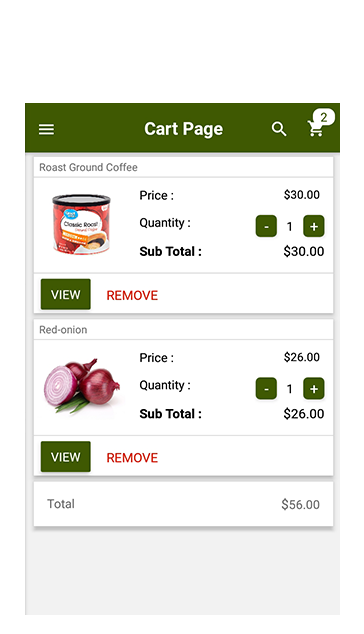 Cart Page
2
Roast Ground Coffee
Classic Roast
Price :
$30.00
Quantity :
- 1 +
Sub Total :
$30.00
VIEW
REMOVE
Red-onion
Price :
$26.00
Quantity :
- 1 +
Sub Total :
$26.00
VIEW
REMOVE
Total
$56.00